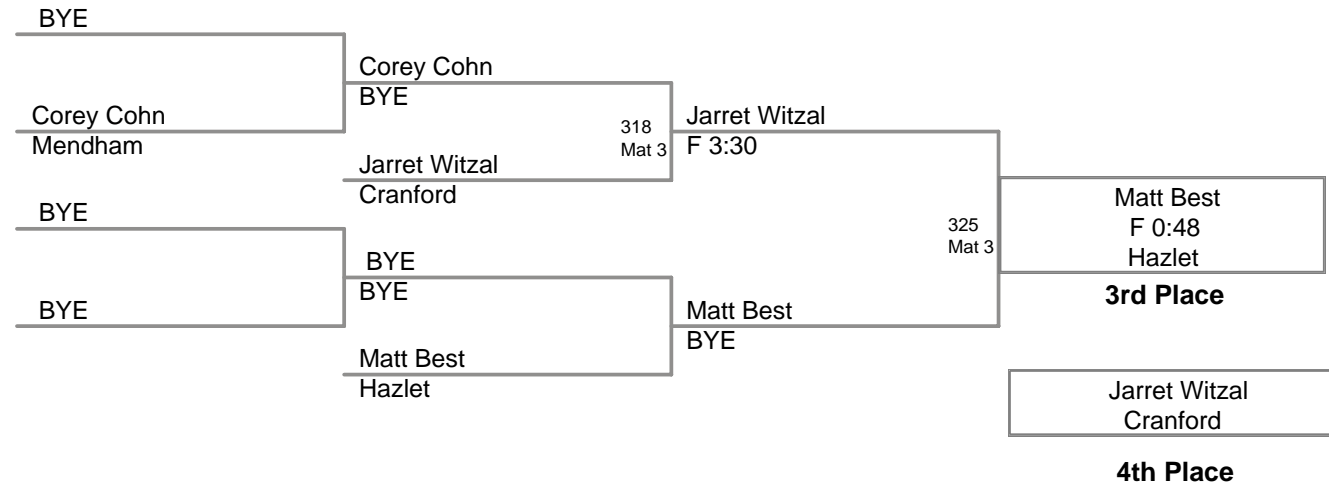 BYE
Corey Cohn
Mendham
BYE
BYE
Corey Cohn
BYE
Jarret Witzal
Cranford
BYE
BYE
Matt Best
Hazlet
318
Mat 3
Jarret Witzal
F 3:30
Matt Best
BYE
325
Mat 3
Matt Best
F 0:48
Hazlet
3rd Place
Jarret Witzal
Cranford
4th Place